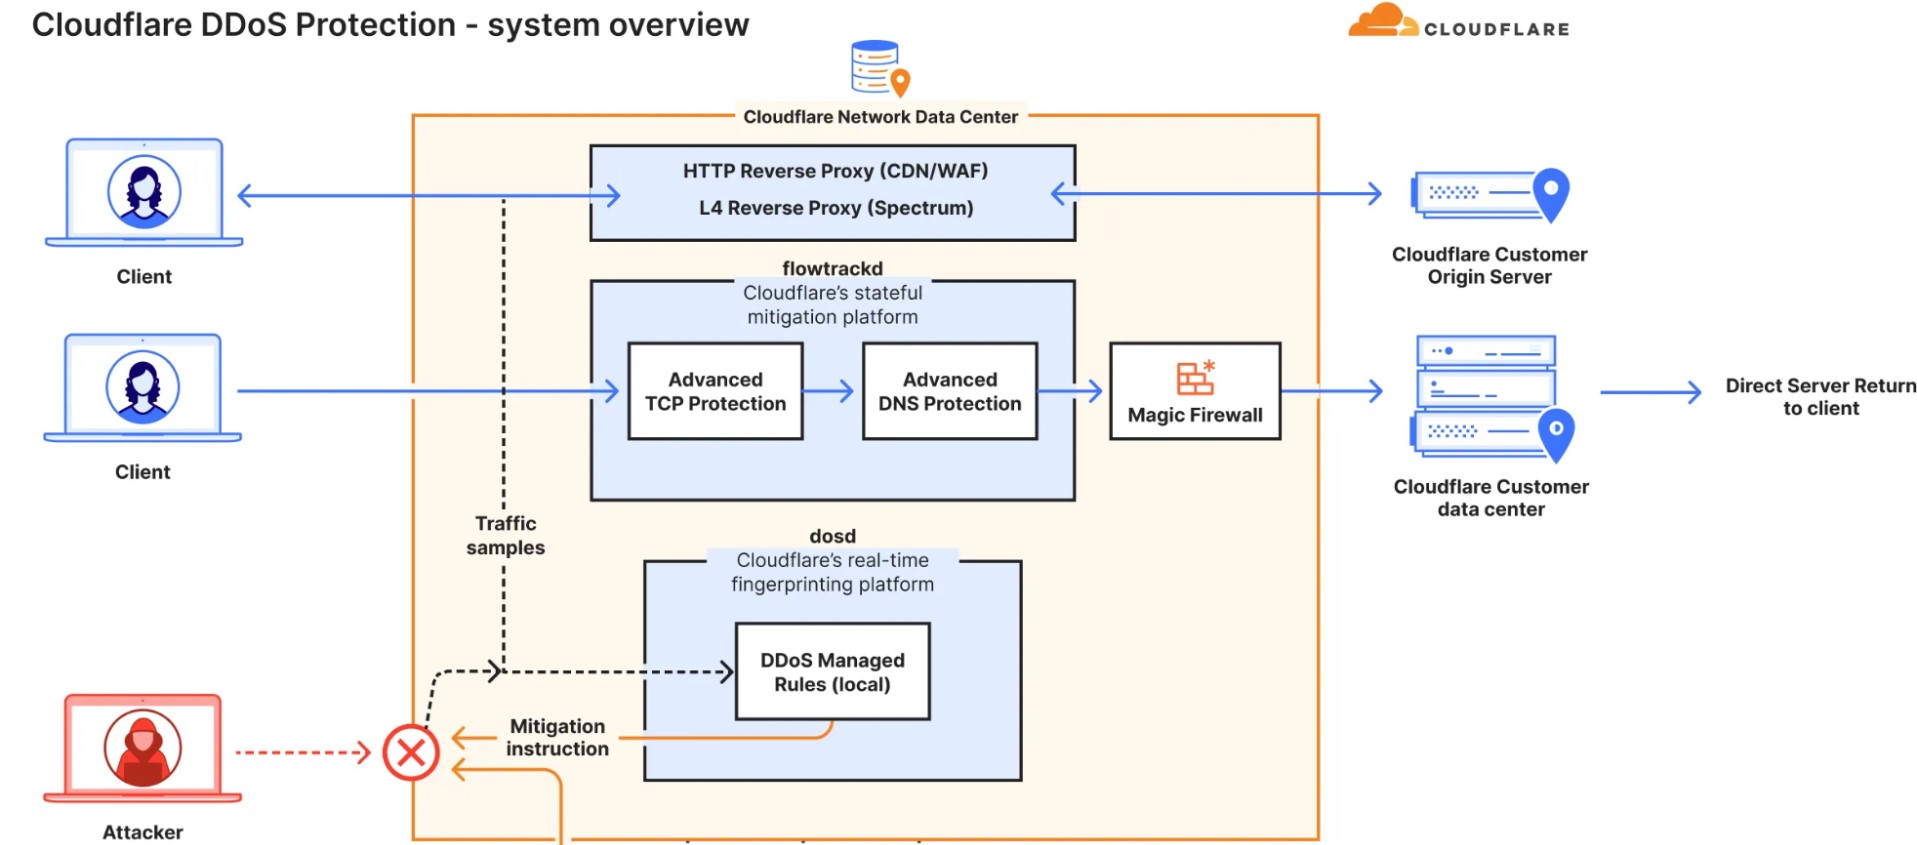 Cloudflare DDoS Protection - system overview
CLOUDFLARE
Cloudflare Network Data Center
HTTP Reverse Proxy (CDN/WAF)
L4 Reverse Proxy (Spectrum)
Client
Cloudflare Customer
Origin Server
flowtrackd
Cloudflare’s stateful
mitigation platform
Advanced
TCP Protection
Advanced
DNS Protection
Magic Firewall
Client
Cloudflare Customer
data center
Direct Server Return
to client
Traffic
samples
dosd
Cloudflare’s real-time
fingerprinting platform
DDoS Managed
Rules (local)
Mitigation
instruction
Attacker